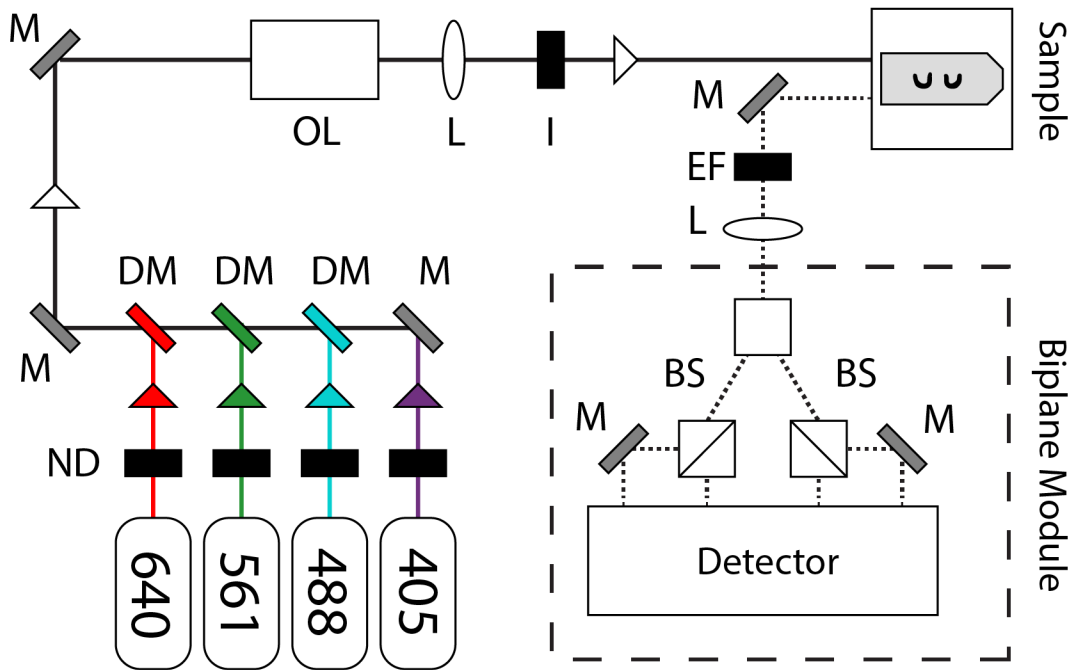 M
OL
L
I
M
Sample
EF
L
DM
DM
DM
M
M
BS
BS
M
M
ND
Biplane Module
640
561
488
405
Detector